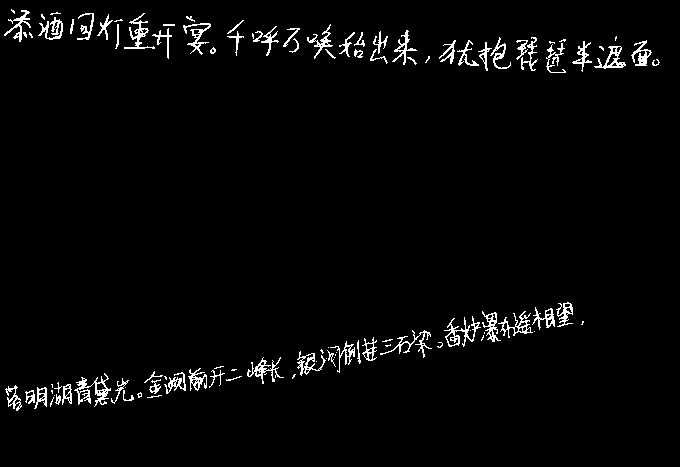 添酒回灯重开宴。千呼万唤始出来，犹抱琵琶半遮面。
落明湖青黛光。金阙前开二峰长，银河倒挂三石梁。香炉瀑布遥相望，